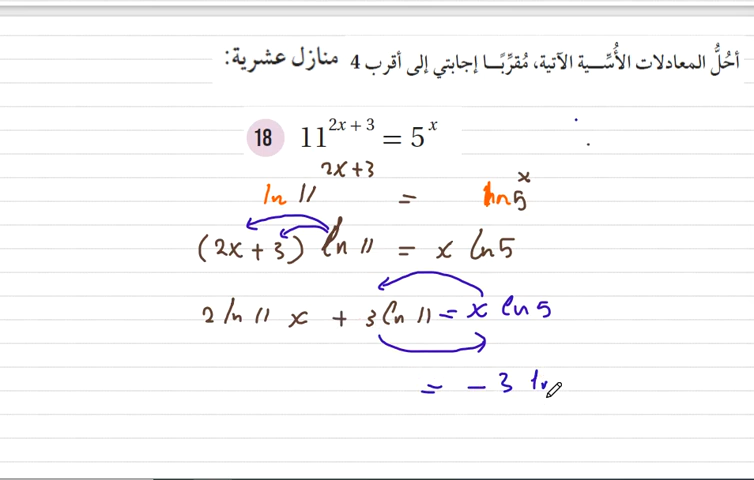 أحُلُّ المعادلات الأُسِّية الآتية، مُقرِّبًا إجابتي إلى أقرب 4 منازل عشرية:
18 11^{2x + 3} = 5^x
ln 11^{2x+3} = ln 5^x
(2x + 3) ln 11 = x ln 5
2 ln 11 x + 3 ln 11 = x ln 5
= - 3